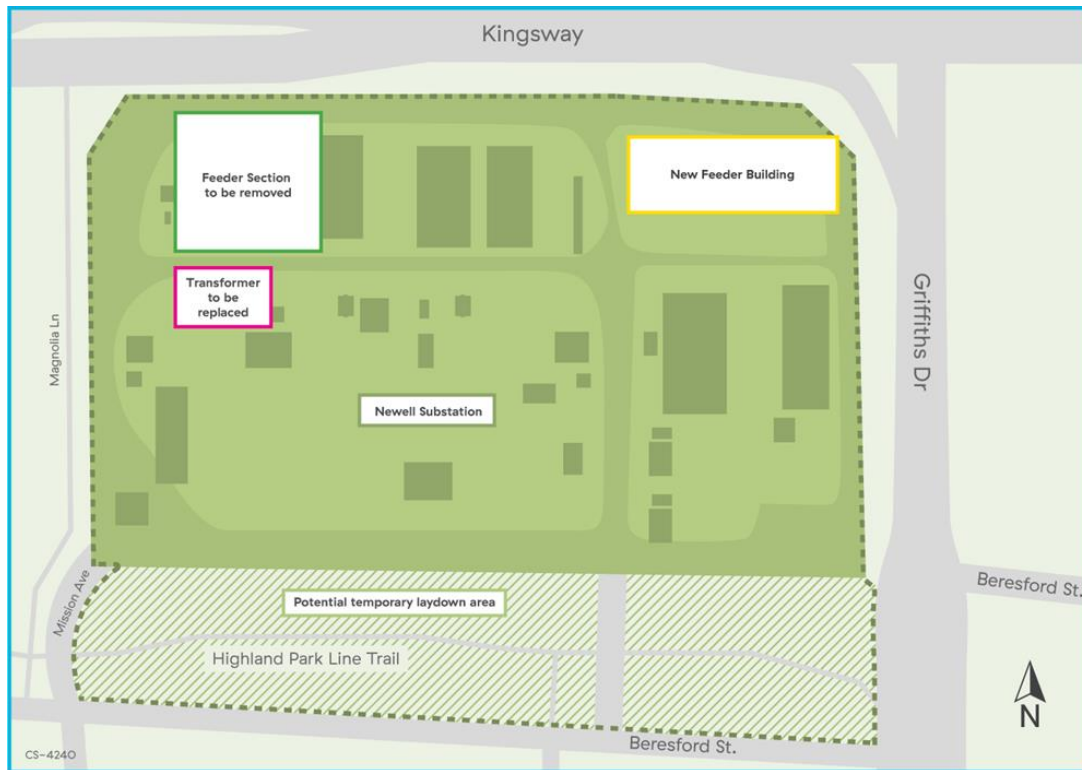 Kingsway
Feeder Section
to be removed
New Feeder Building
Transformer
to be
replaced
Magnolia Ln
Griffiths Dr
Newell Substation
Mission Ave
Potential temporary laydown area
Beresford St.
Highland Park Line Trail
N
Beresford St.
CS-4240